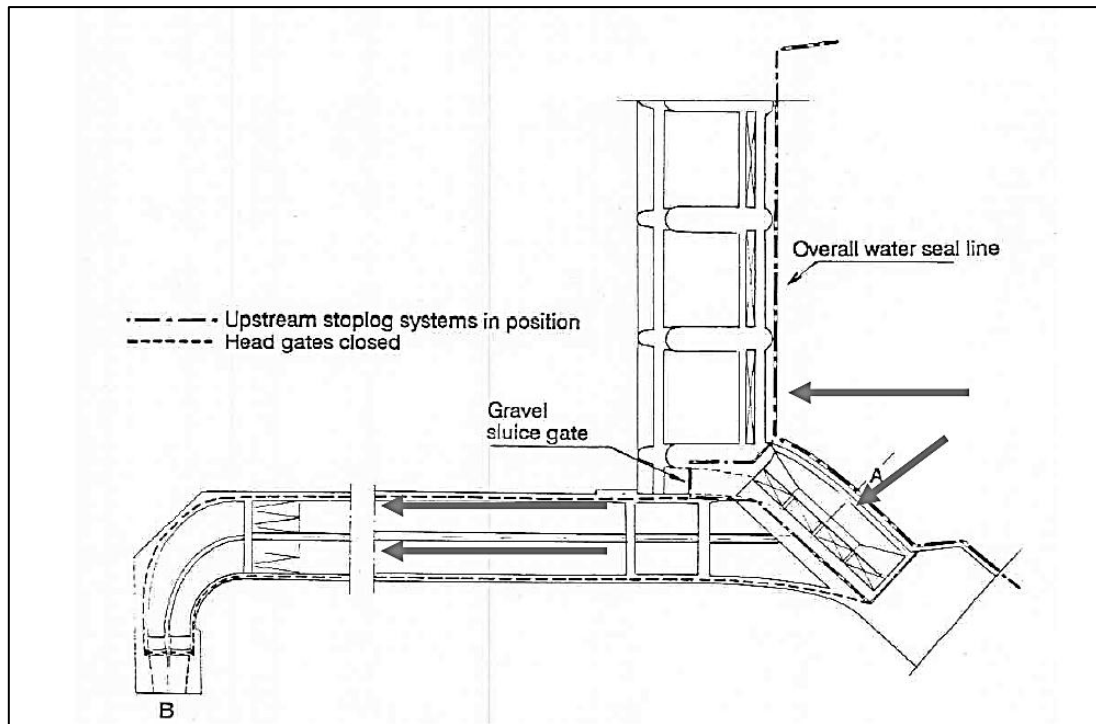 Overall water seal line
Upstream stoplog systems in position
Head gates closed
Gravel
sluice gate
A
B